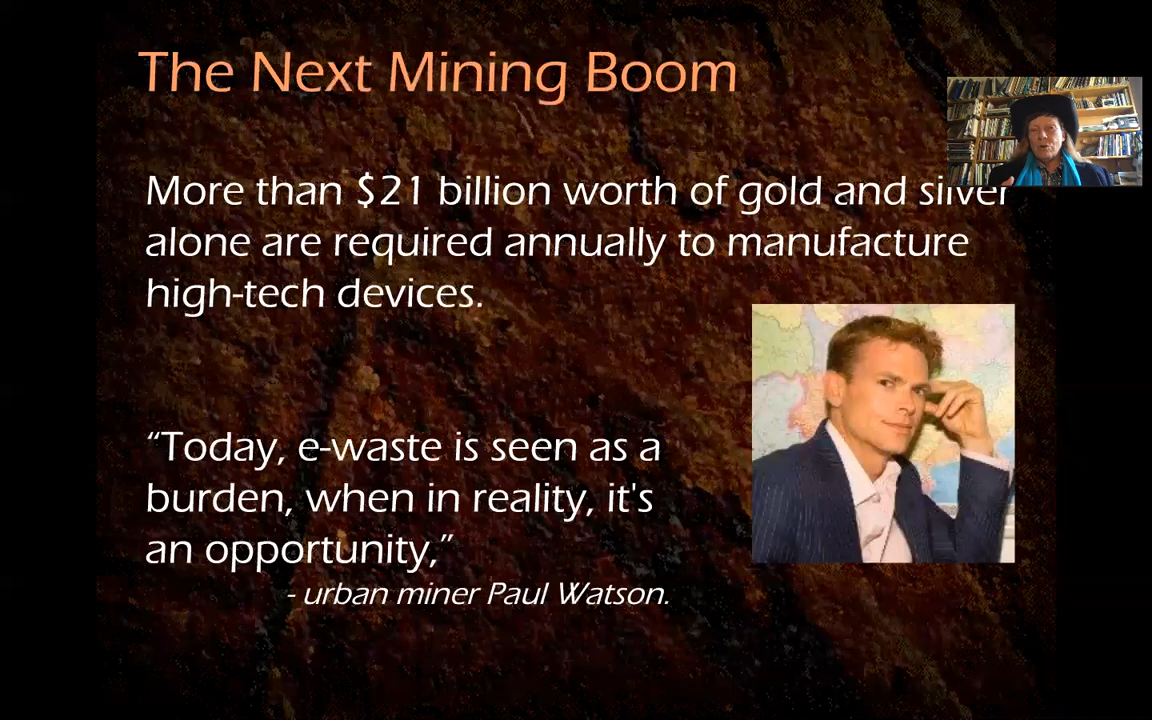 The Next Mining Boom
More than $21 billion worth of gold and silver
alone are required annually to manufacture
high-tech devices.
“Today, e-waste is seen as a
burden, when in reality, it's
an opportunity,”
- urban miner Paul Watson.